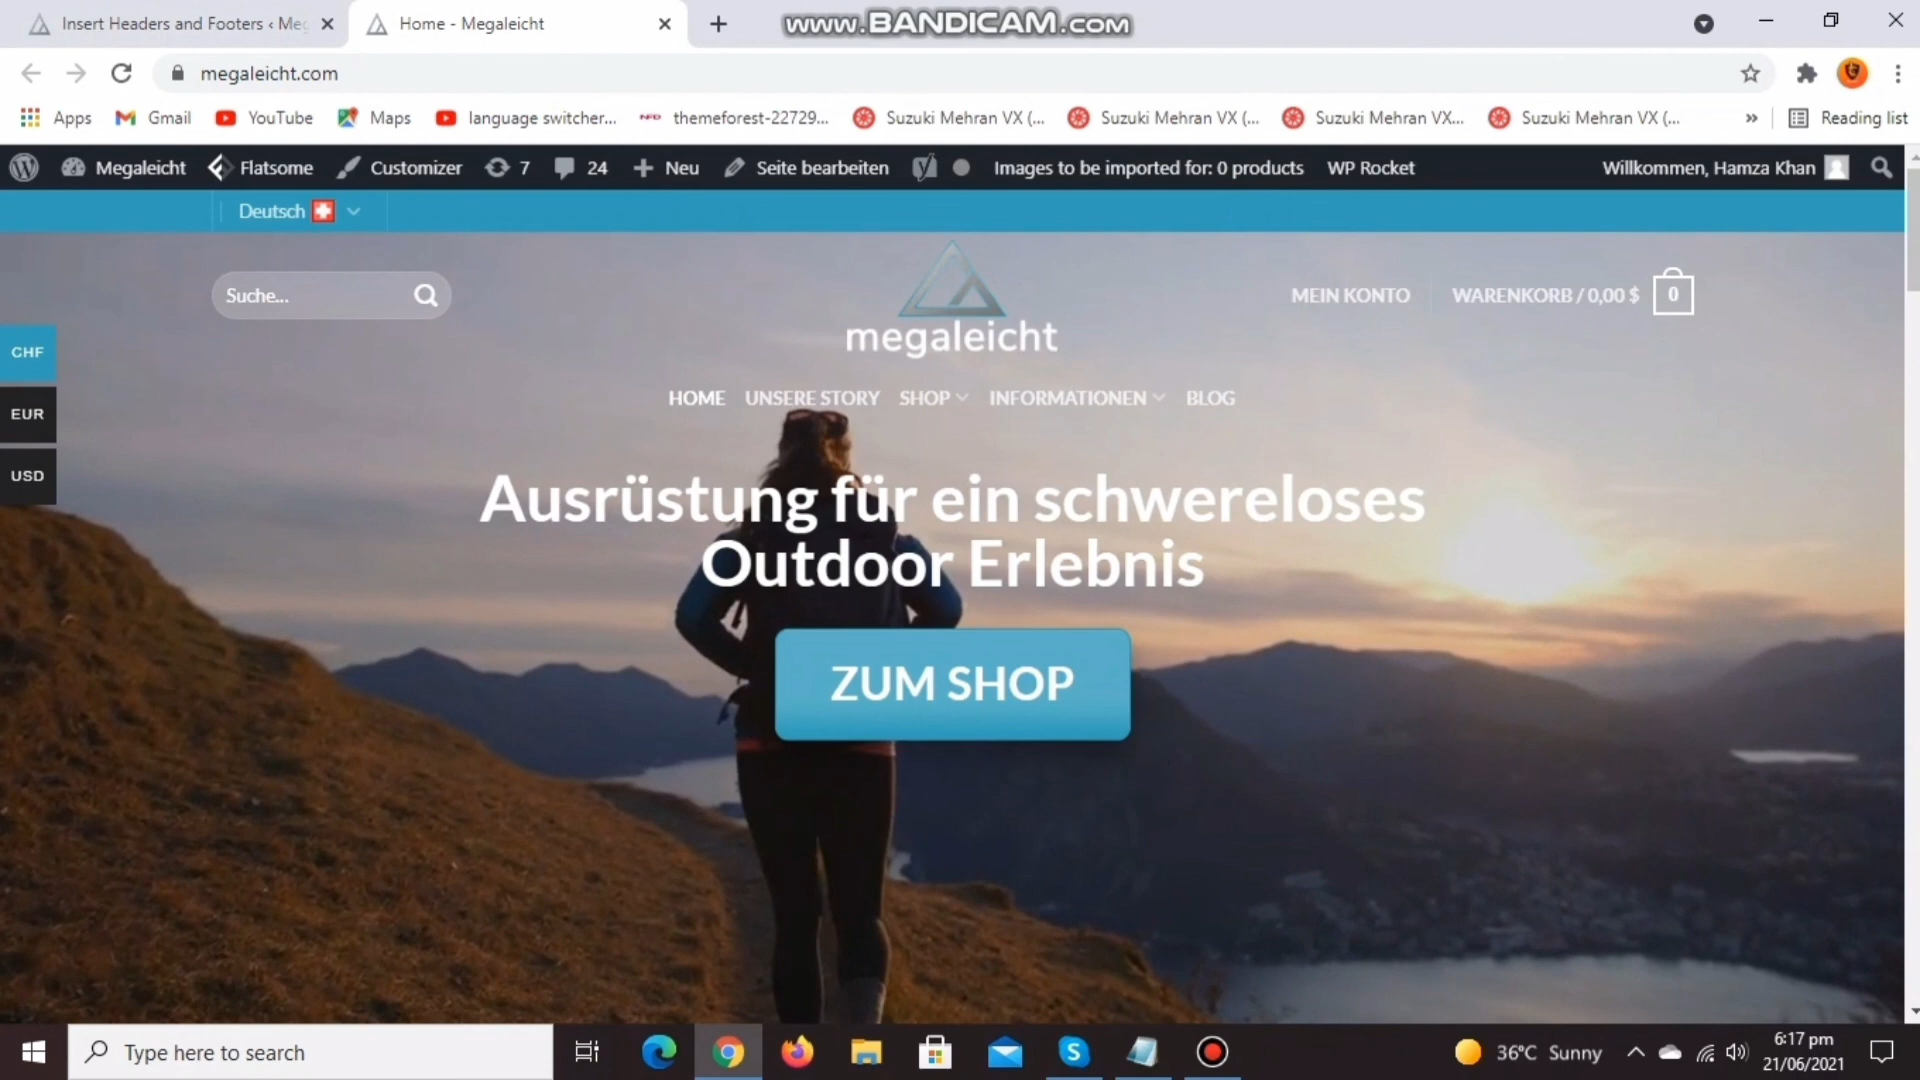 Insert Headers and Footers ‹ Meg
Home - Megaleicht
www.BANDICAM.com
megaleicht.com
Apps
Gmail
YouTube
Maps
language switcher...
themeforest-22729...
Suzuki Mehran VX (...
Suzuki Mehran VX (...
Suzuki Mehran VX...
Suzuki Mehran VX (...
»
Reading list
Megaleicht
Flatsome
Customizer
7
24
Neu
Seite bearbeiten
Images to be imported for: 0 products
WP Rocket
Willkommen, Hamza Khan
Deutsch
Suche...
megaleicht
MEIN KONTO
WARENKORB / 0,00 $
0
CHF
EUR
USD
HOME
UNSERE STORY
SHOP
INFORMATIONEN
BLOG
Ausrüstung für ein schwereloses
Outdoor Erlebnis
ZUM SHOP
Type here to search
36°C Sunny
6:17 pm
21/06/2021